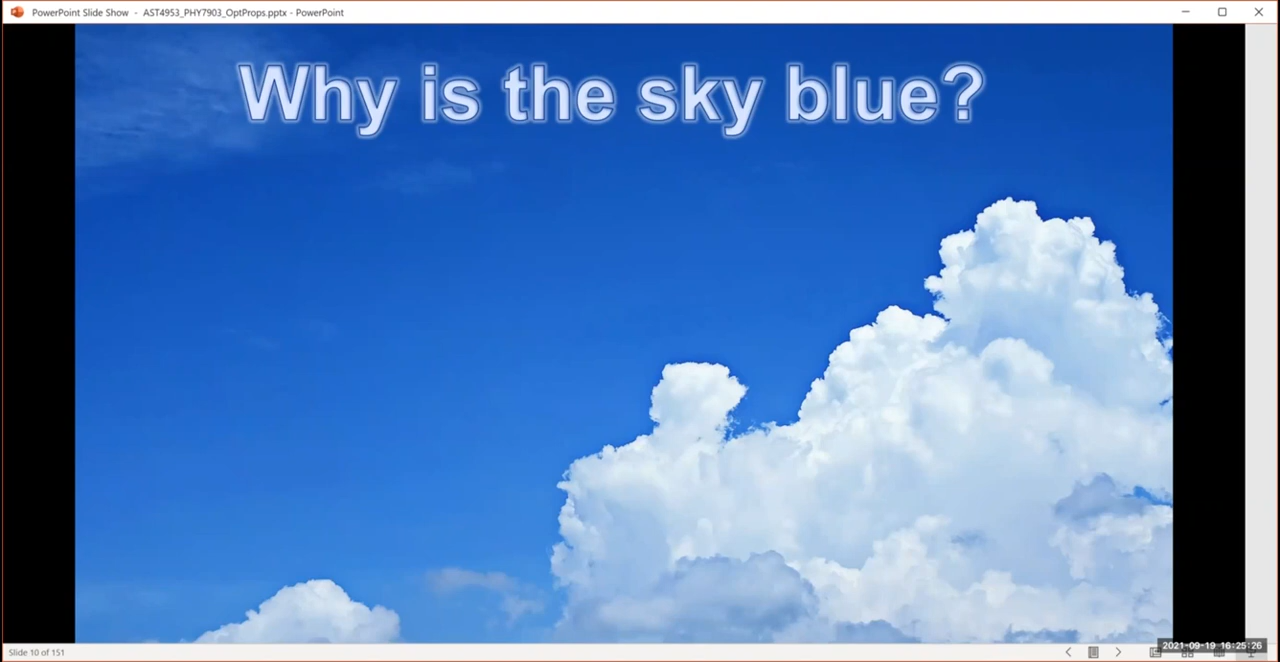 PowerPoint Slide Show - AST4953_PHY7903_OptProps.pptx - PowerPoint
Why is the sky blue?
Slide 10 of 151
2021-09-19 16:25:26